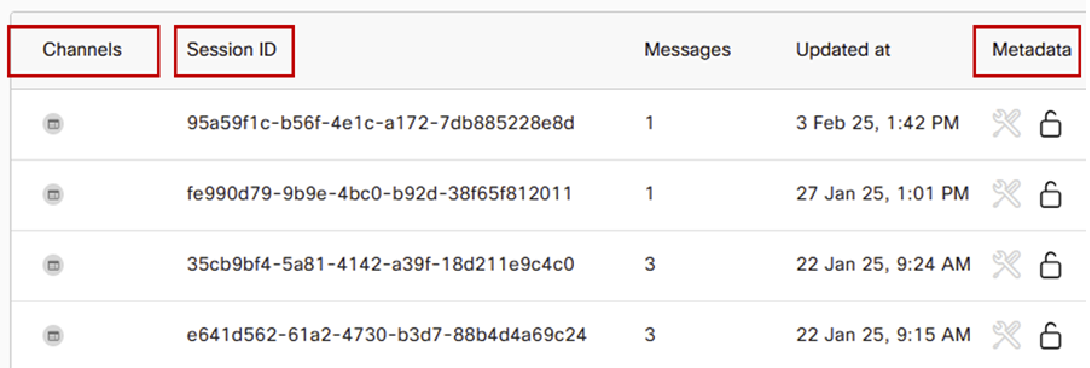 Channels Session ID Messages Updated at Metadata
95a59f1c-b56f-4e1c-a172-7db885228e8d 1 3 Feb 25, 1:42 PM
fe990d79-9b9e-4bc0-b92d-38f65f812011 1 27 Jan 25, 1:01 PM
35cb9bf4-5a81-4142-a39f-18d211e9c4c0 3 22 Jan 25, 9:24 AM
e641d562-61a2-4730-b3d7-88b4d4a69c24 3 22 Jan 25, 9:15 AM